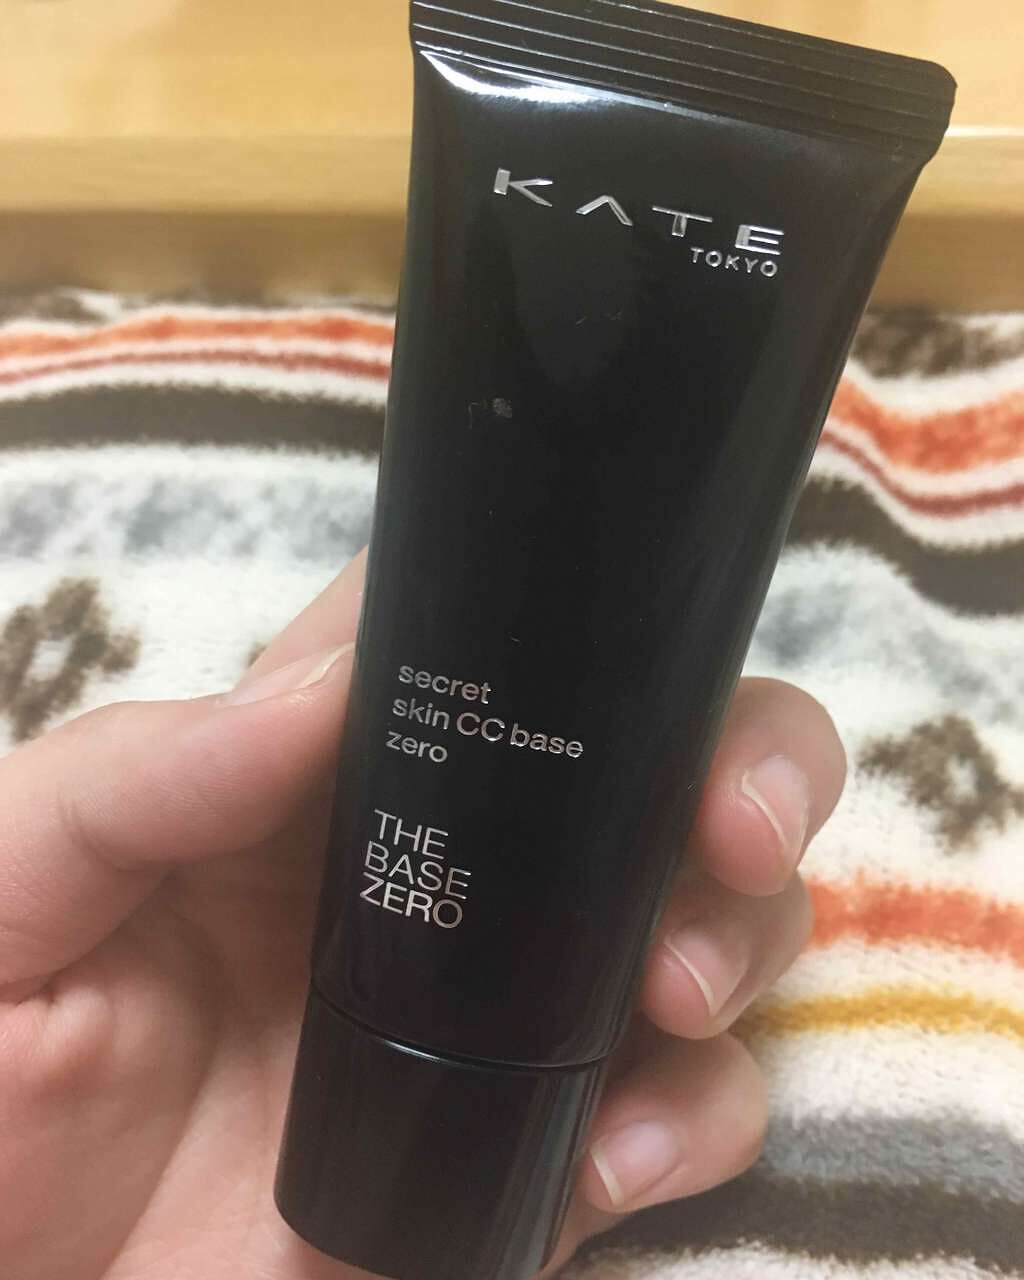 KATE
TOKYO
secret
skin CC base
zero
THE
BASE
ZERO